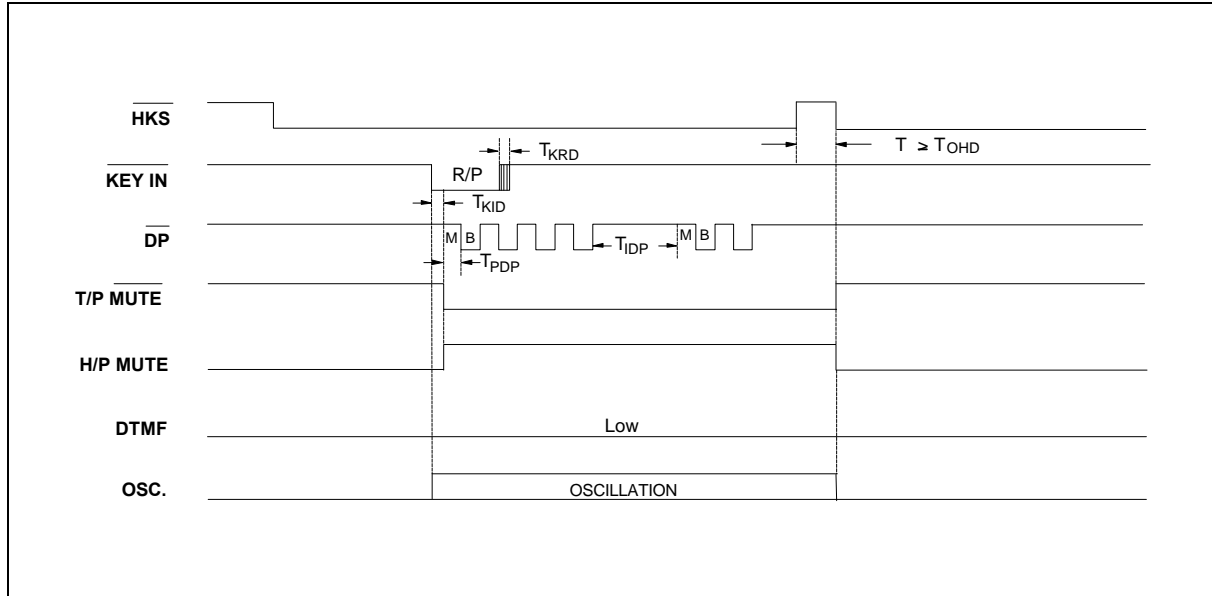 HKS
T ≥ TOHD
TKRD
KEY IN
R/P
TKID
DP
M B
TIDP
M B
TPDP
T/P MUTE
H/P MUTE
DTMF
Low
OSC.
OSCILLATION